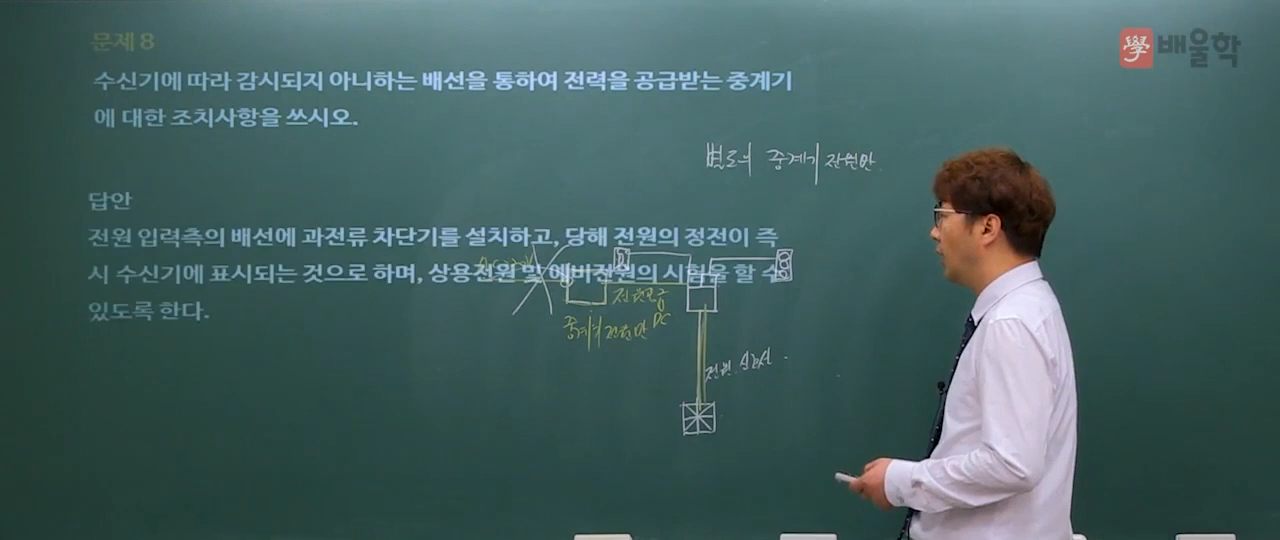 문제 8
學 배울학
수신기에 따라 감시되지 아니하는 배선을 통하여 전력을 공급받는 중계기
에 대한 조치사항을 쓰시오.
별도의 중계기 전원반
답안
전원 입력측의 배선에 과전류 차단기를 설치하고, 당해 전원의 정전이 즉
시 수신기에 표시되는 것으로 하며, 상용전원 및 예비전원의 시험을 할 수
있도록 한다.
전원공급
중계기 전원반
DC
전원